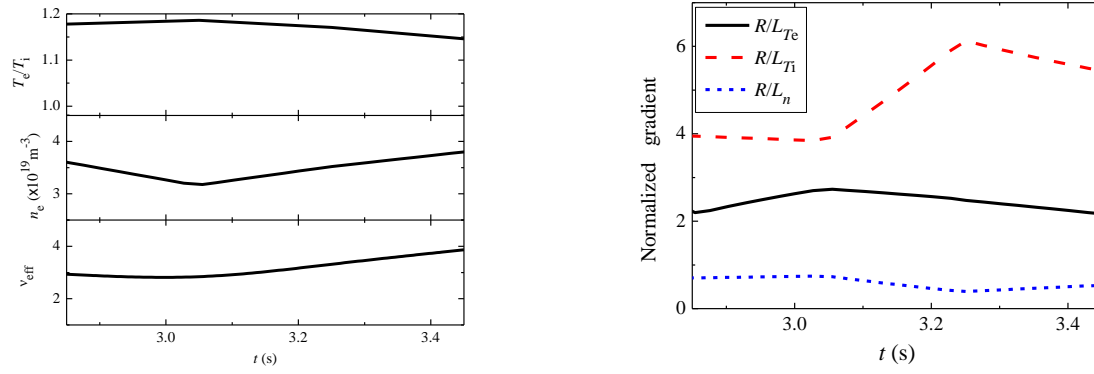 1.2
1.1
1.0
T_e/T_i
4
3
n_e (x10^19 m^-3)
4
2
ν_eff
3.0
3.2
3.4
t (s)
R/L_Te
R/L_Ti
R/L_n
6
4
2
0
Normalized gradient
3.0
3.2
3.4
t (s)